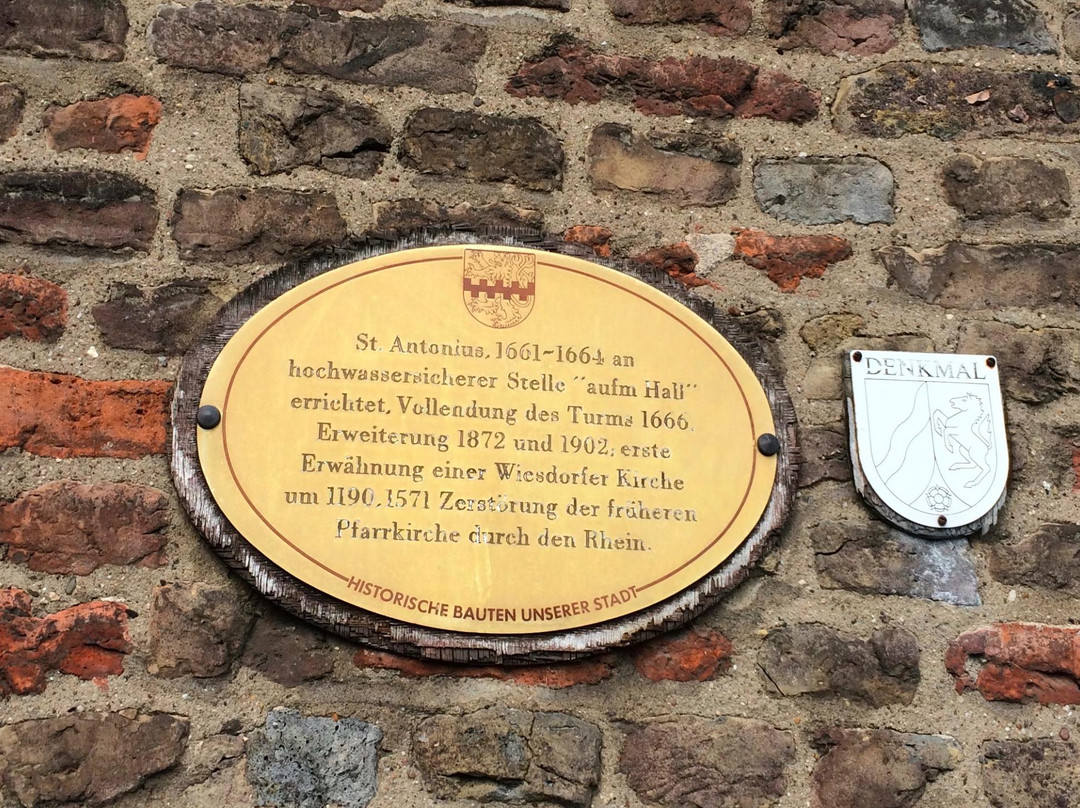 St. Antonius, 1661-1664 an
hochwassersicherer Stelle "aufm Hall"
errichtet, Vollendung des Turms 1666,
Erweiterung 1872 und 1902; erste
Erwähnung einer Wiesdorfer Kirche
um 1190, 1571 Zerstörung der früheren
Pfarrkirche durch den Rhein.
HISTORISCHE BAUTEN UNSERER STADT
DENKMAL